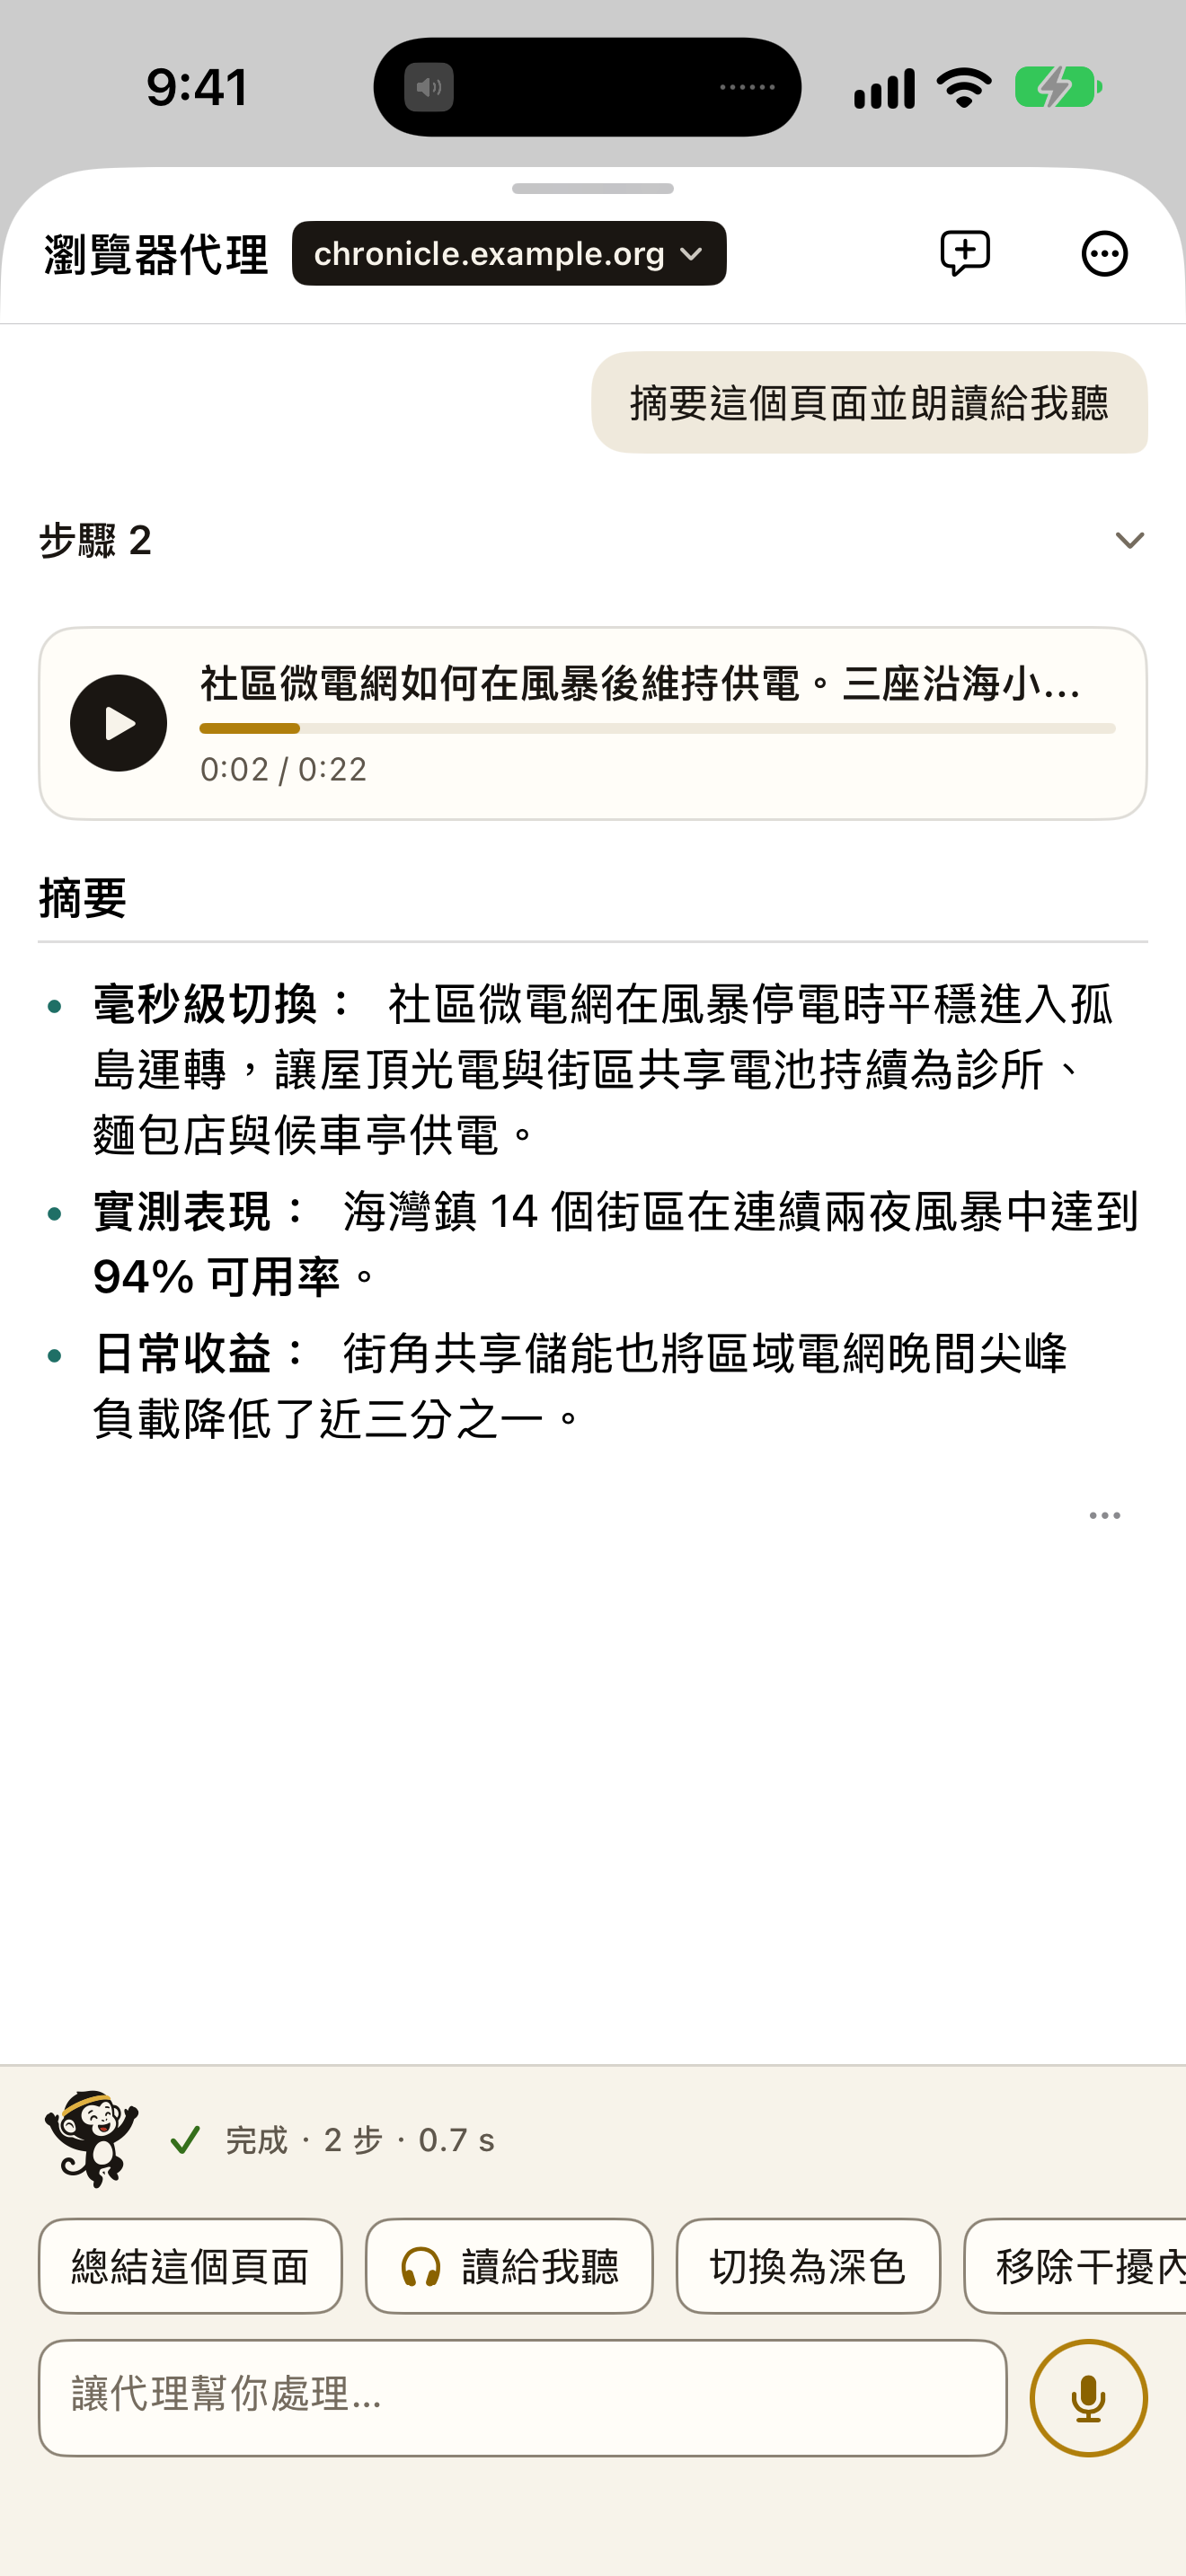 9:41
瀏覽器代理
chronicle.example.org
摘要這個頁面並朗讀給我聽
步驟 2
社區微電網如何在風暴後維持供電。三座沿海小...
0:02 / 0:22
摘要
• 毫秒級切換： 社區微電網在風暴停電時平穩進入孤
島運轉，讓屋頂光電與街區共享電池持續為診所、
麵包店與候車亭供電。
• 實測表現： 海灣鎮 14 個街區在連續兩夜風暴中達到
94% 可用率。
• 日常收益： 街角共享儲能也將區域電網晚間尖峰
負載降低了近三分之一。
完成 · 2 步 · 0.7 s
總結這個頁面
讀給我聽
切換為深色
移除干擾
讓代理幫你處理...